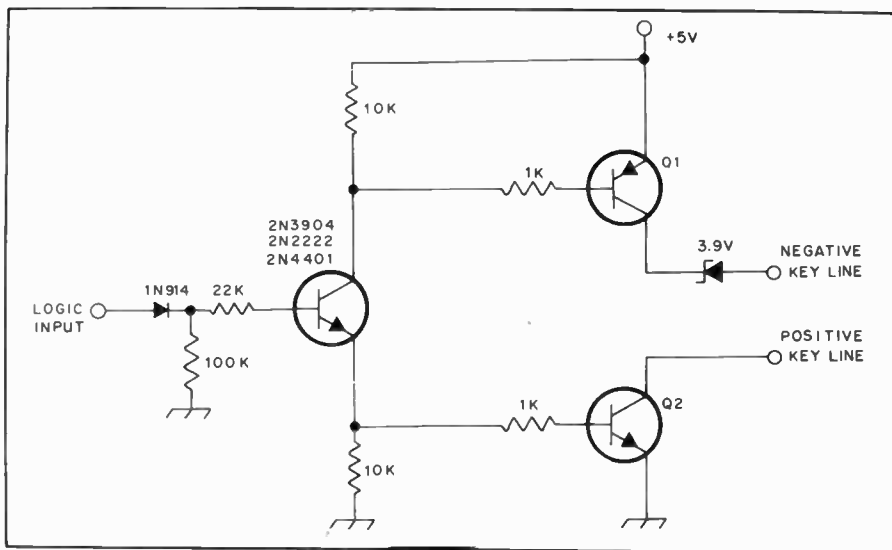 +5V
10K
1K
Q1
2N3904
2N2222
2N4401
3.9V
NEGATIVE
KEY LINE
LOGIC
INPUT
1N914
22K
100K
POSITIVE
KEY LINE
1K
Q2
10K